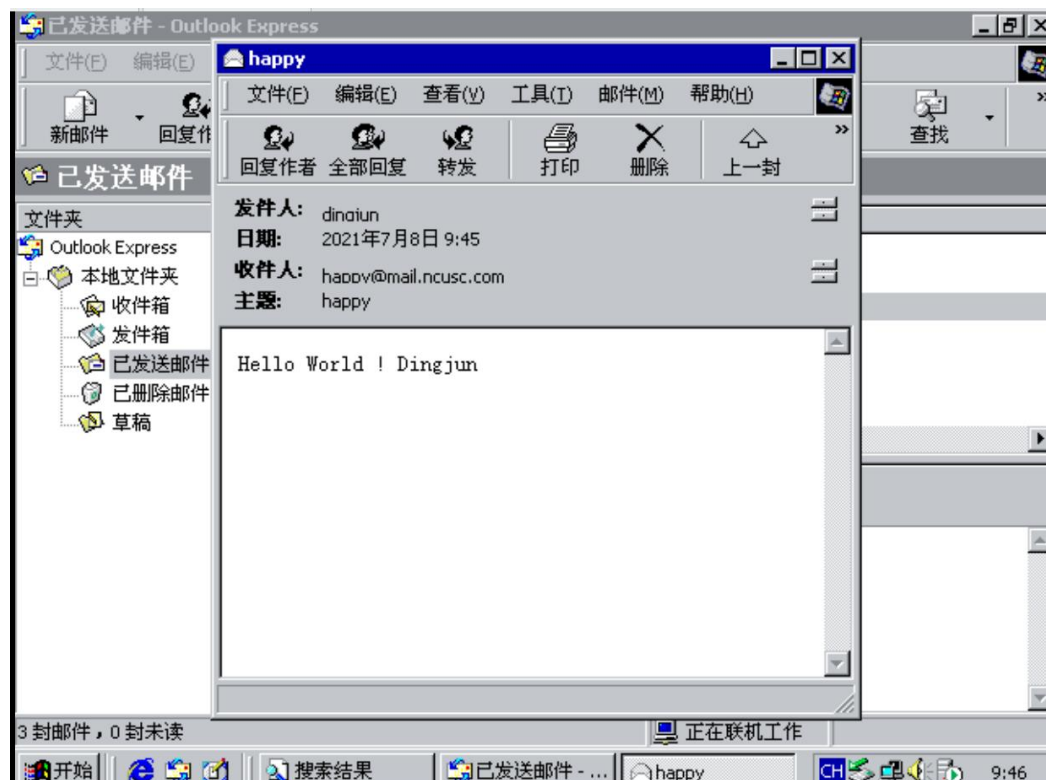 已发送邮件 - Outlook Express
文件(F) 编辑(E)
新邮件 回复作
查找
»
已发送邮件
文件夹
Outlook Express
本地文件夹
收件箱
发件箱
已发送邮件
已删除邮件
草稿
happy
文件(F) 编辑(E) 查看(V) 工具(T) 邮件(M) 帮助(H)
回复作者 全部回复 转发 打印 删除 上一封 »
发件人: dingjun
日期: 2021年7月8日 9:45
收件人: happy@mail.ncusc.com
主题: happy
Hello World ! Dingjun
3 封邮件，0 封未读 正在联机工作
开始 搜索结果 已发送邮件 - ... happy CH 9:46